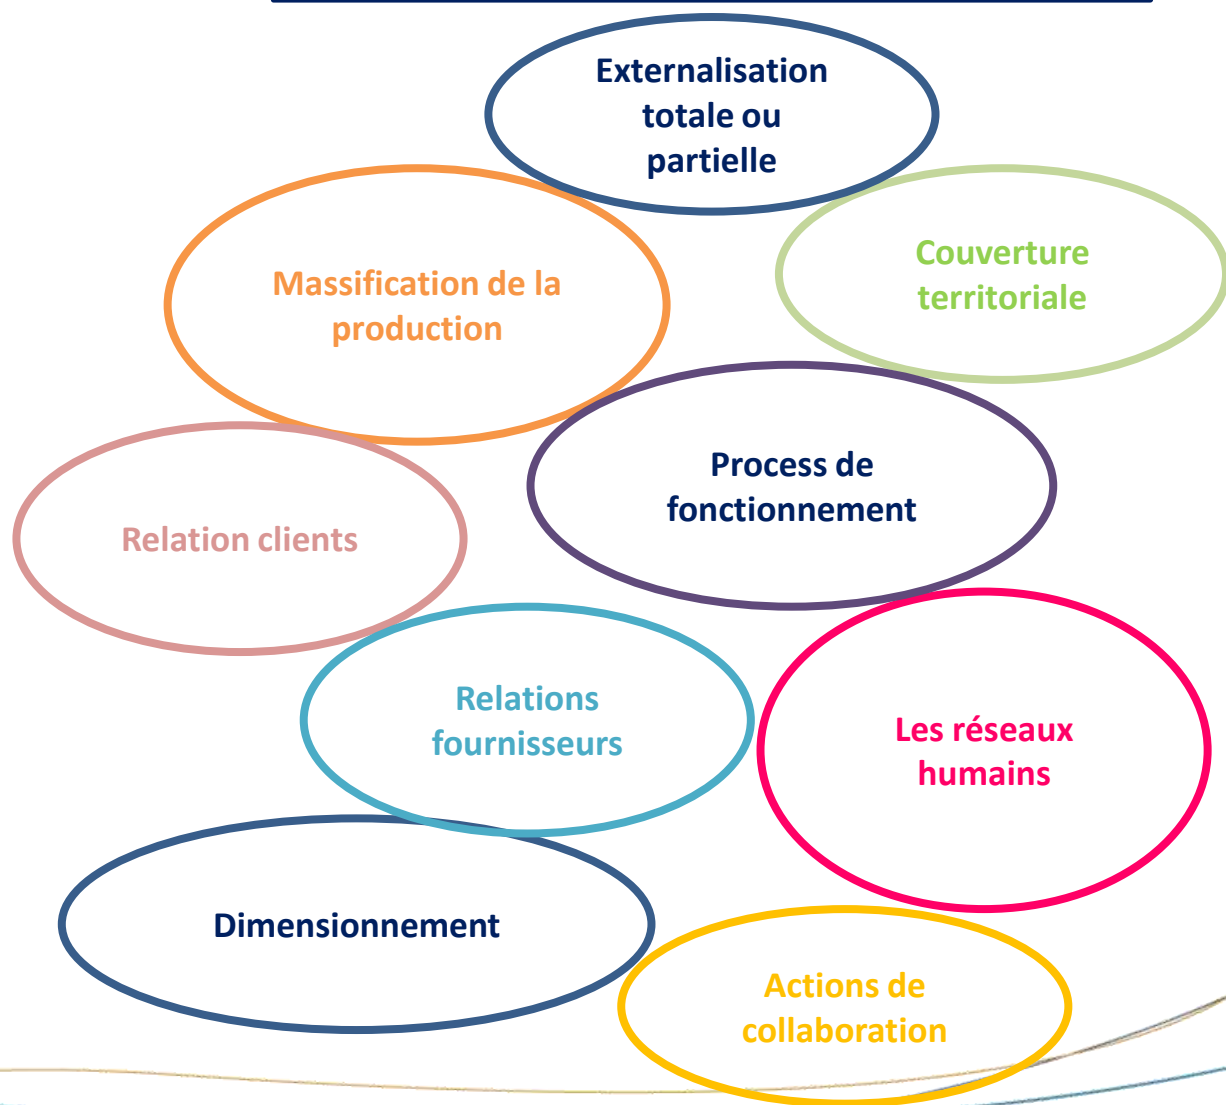 Externalisation
totale ou
partielle
Couverture
territoriale
Massification de la
production
Process de
fonctionnement
Relation clients
Relations
fournisseurs
Les réseaux
humains
Dimensionnement
Actions de
collaboration